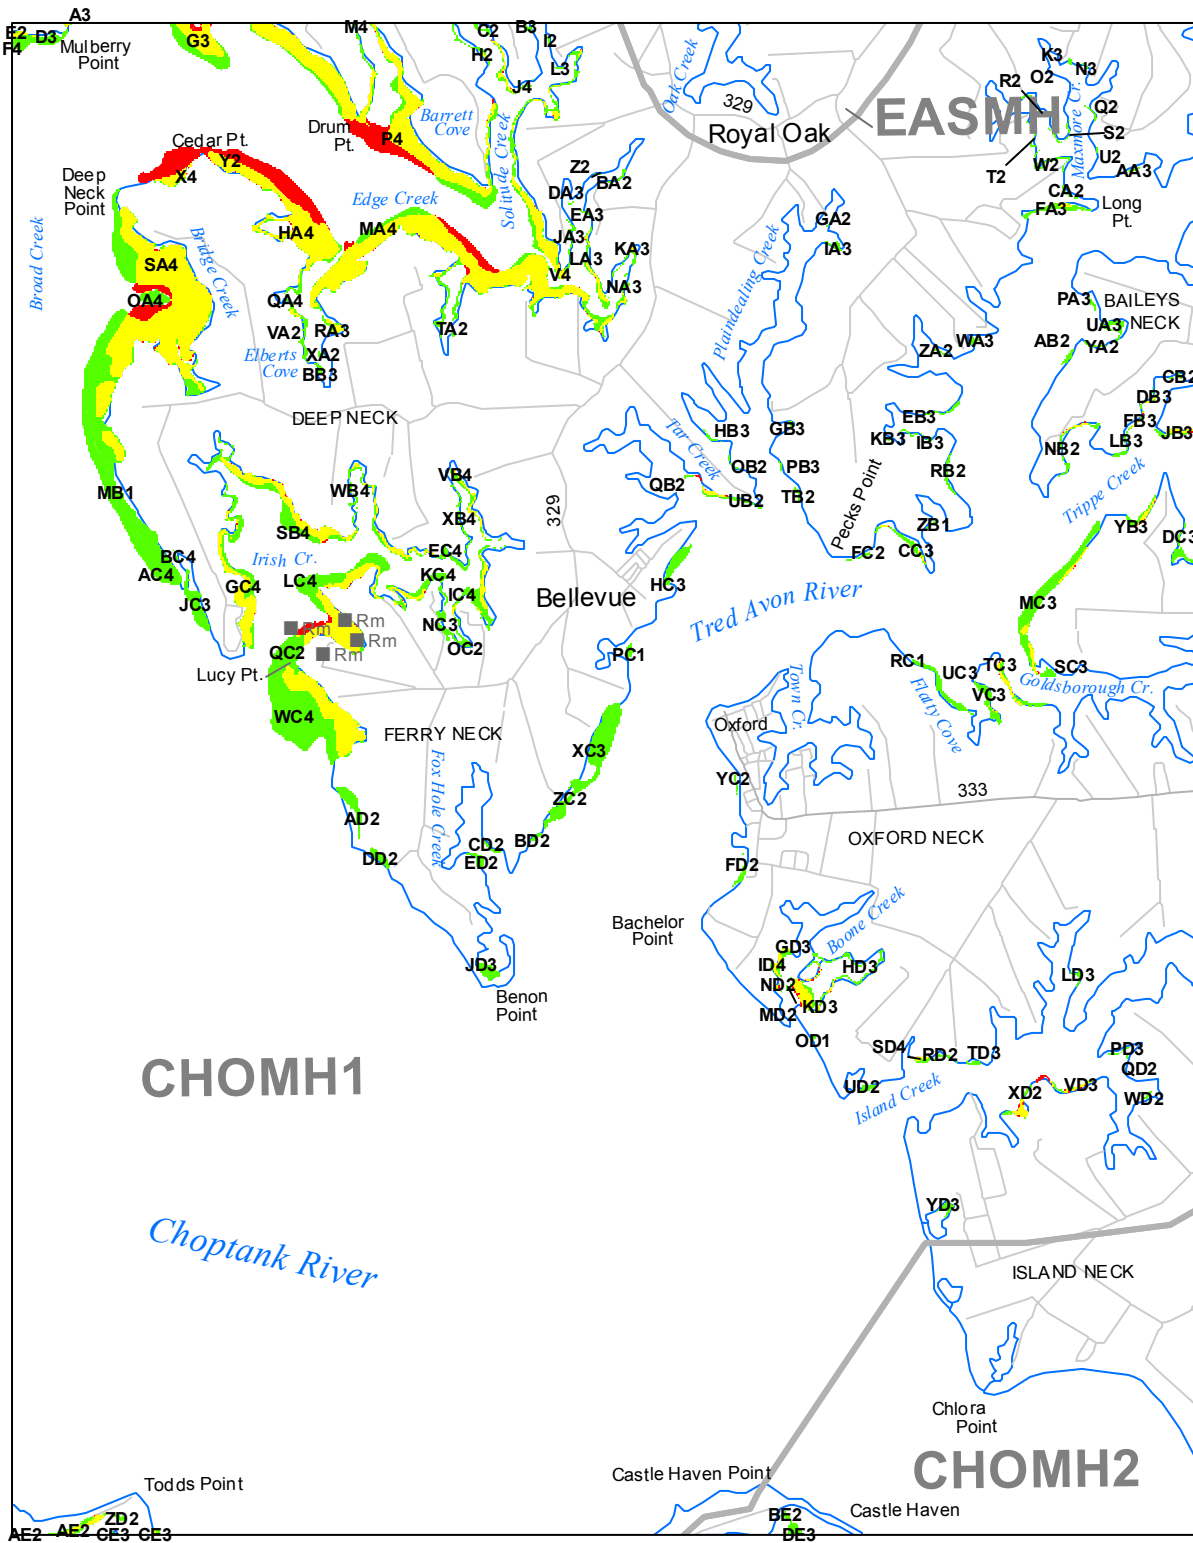 A3
E2
D3
F4
Mulberry
Point
G3
M4
C2
B3
I2
H2
L3
J4
K3
O2
N3
R2
Oak Creek
329
EASMH
Royal Oak
Maxmore Cr.
Q2
S2
U2
W2
T2
AA3
CA2
FA3
Long
Pt.
Barrett
Cove
Drum
Pt.
P4
Cedar Pt.
Y2
X4
Deep
Neck
Point
Solitude Creek
Z2
BA2
DA3
EA3
JA3
KA3
LA3
V4
NA3
Edge Creek
MA4
HA4
GA2
IA3
Broad Creek
Bridge Creek
SA4
OA4
QA4
VA2
RA3
XA2
BB3
Elberts
Cove
TA2
Plaindealing Creek
PA3
BAILEYS
NECK
UA3
AB2
YA2
WA3
ZA2
CB2
DB3
FB3
JB3
LB3
NB2
EB3
KB3
IB3
RB2
DEEP NECK
Tar Creek
HB3
GB3
OB2
PB3
QB2
UB2
TB2
Pecks Point
Trippe Creek
YB3
DC3
ZB1
FC2
CC3
MB1
WB4
VB4
XB4
SB4
329
Irish Cr.
EC4
BC4
AC4
JC3
GC4
LC4
KC4
IC4
NC3
OC2
Bellevue
HC3
Tred Avon River
MC3
Rm
Rm
Rm
QC2
Lucy Pt.
WC4
PC1
RC1
UC3
TC3
SC3
VC3
Goldsborough Cr.
Flatty Cove
Town Cr.
Oxford
FERRY NECK
XC3
YC2
333
ZC2
Fox Hole Creek
AD2
DD2
CD2
ED2
BD2
OXFORD NECK
FD2
Bachelor
Point
Boone Creek
GD3
ID4
HD3
ND2
KD3
MD2
OD1
LD3
JD3
Benon
Point
SD4
RD2
TD3
PD3
QD2
UD2
Island Creek
XD2
VD3
WD2
CHOMH1
YD3
Choptank River
ISLAND NECK
Chlora
Point
CHOMH2
Todds Point
Castle Haven Point
Castle Haven
ZD2
AE2
AE2
CE3
CE3
BE2
DE3